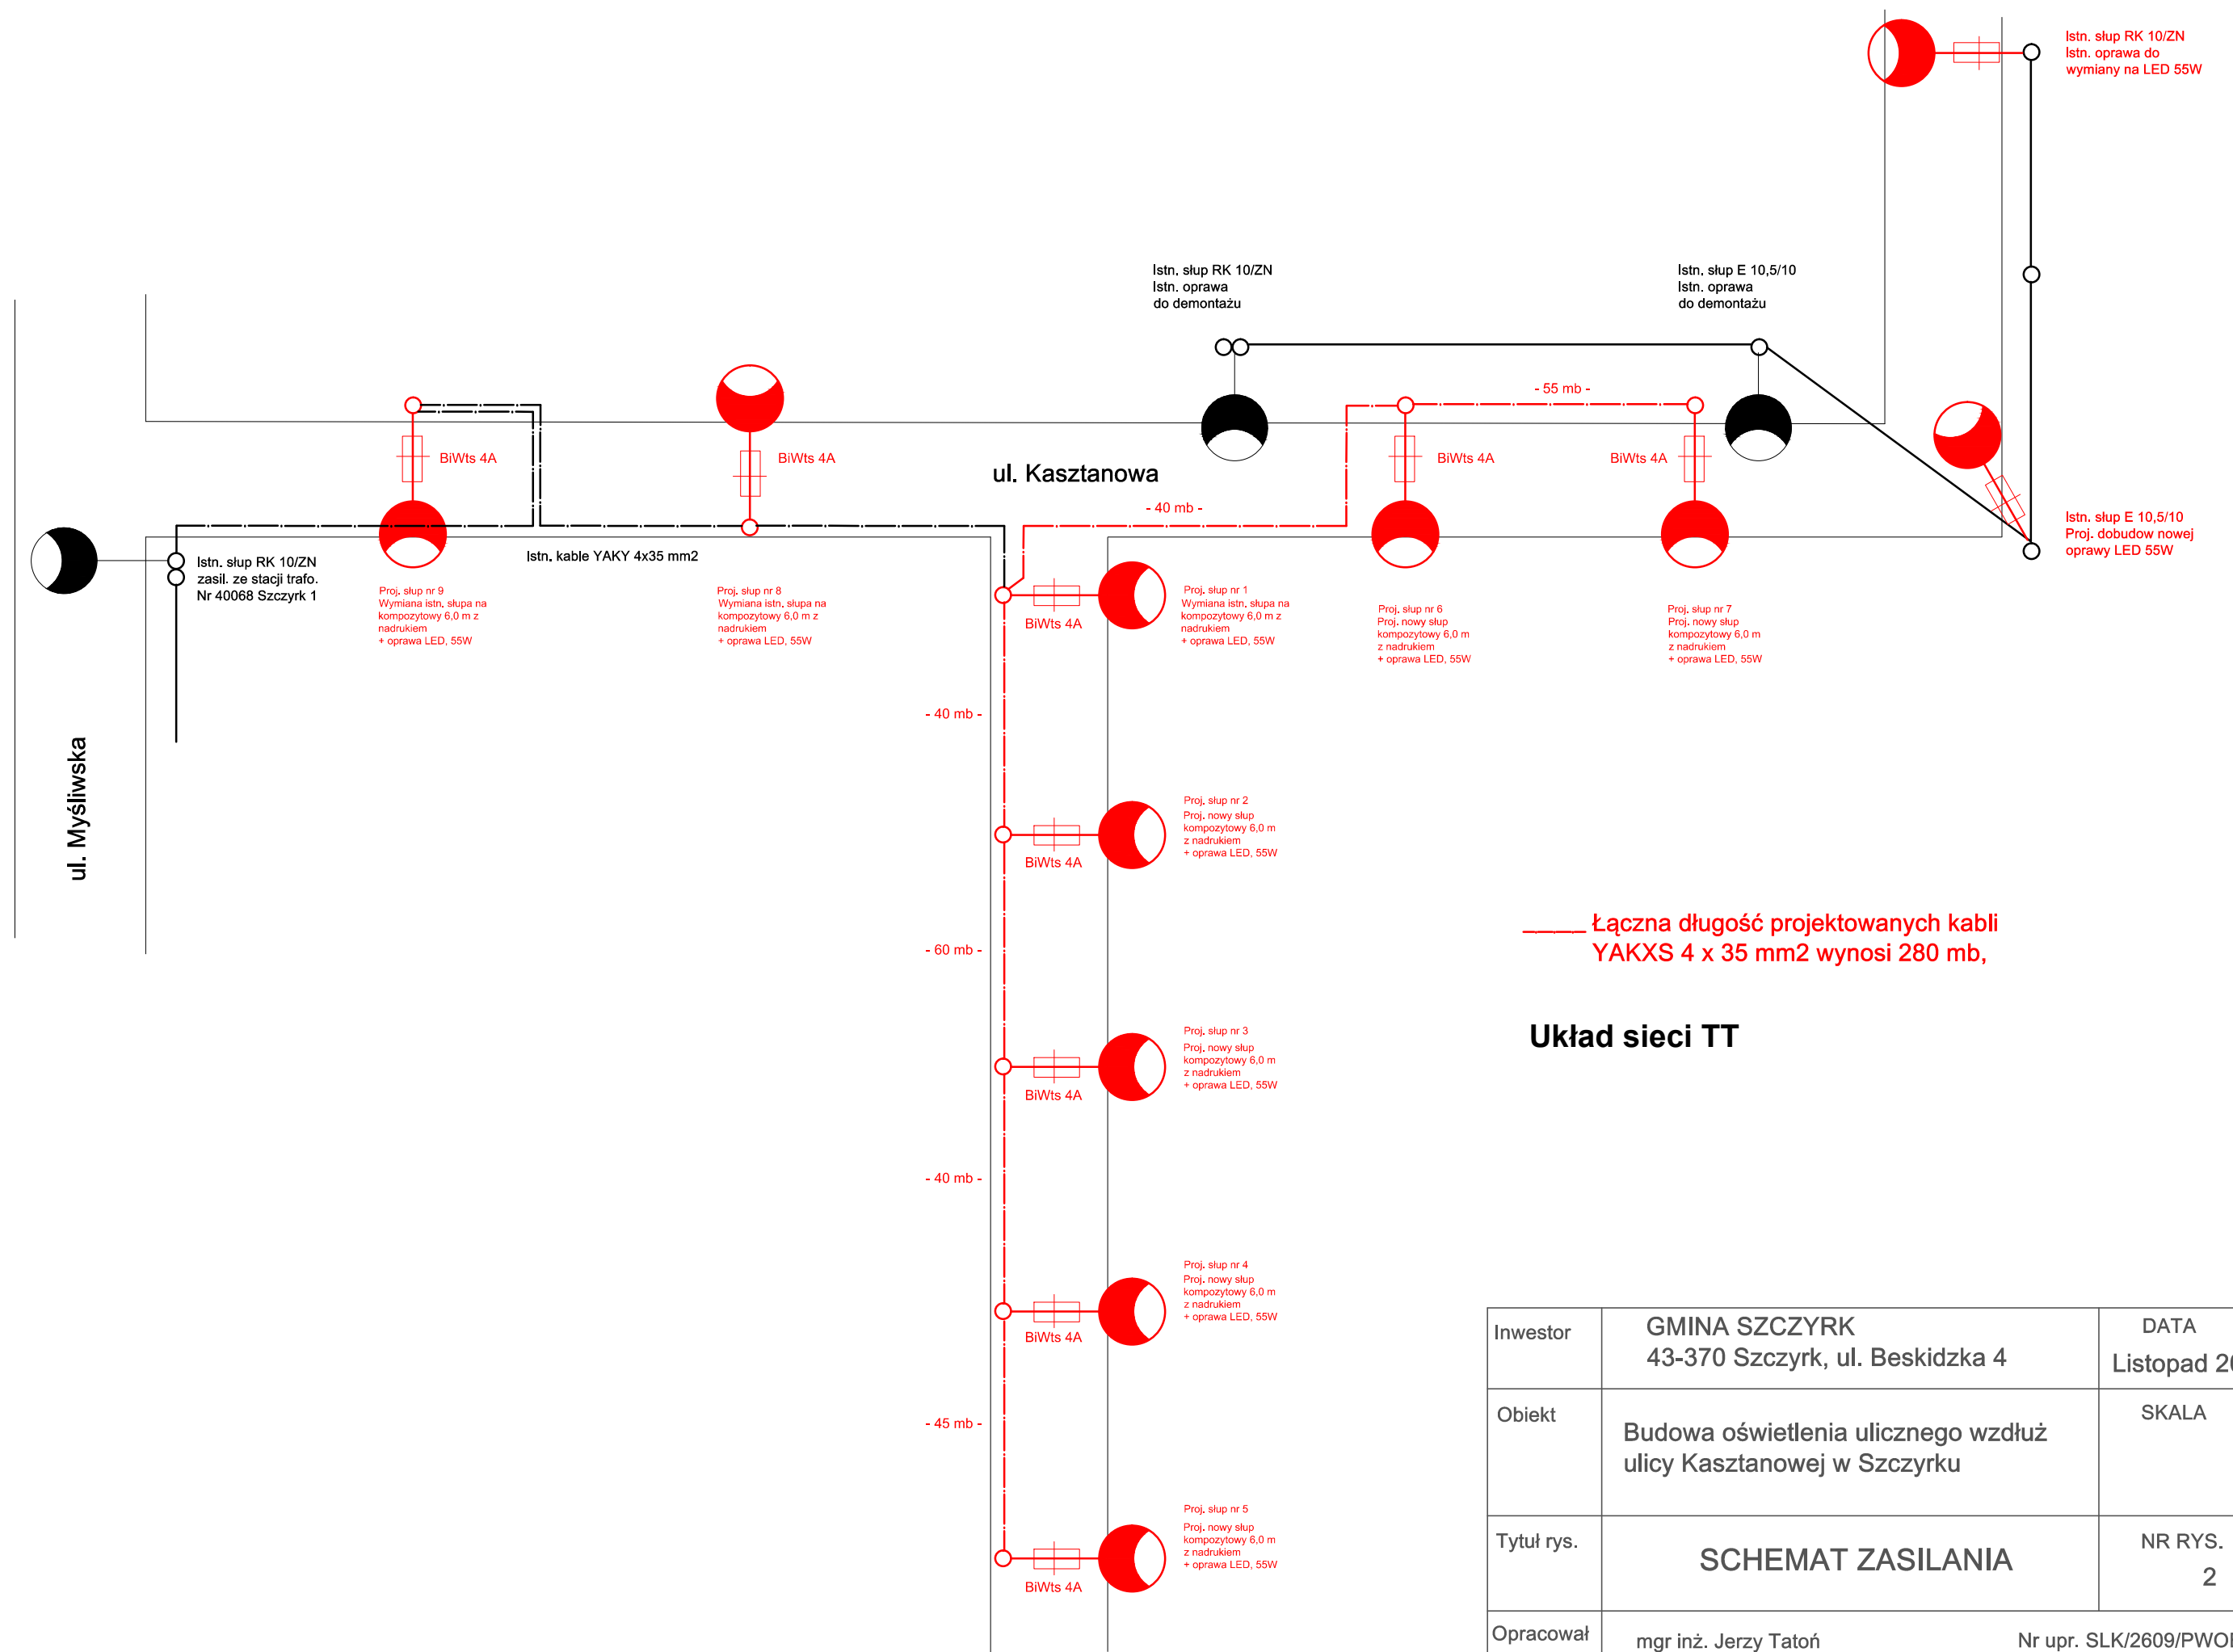 Istn. słup RK 10/ZN
Istn. oprawa do
wymiany na LED 55W
Istn. słup RK 10/ZN
Istn. oprawa
do demontażu
Istn. słup E 10,5/10
Istn. oprawa
do demontażu
- 55 mb -
BiWts 4A
BiWts 4A
ul. Kasztanowa
BiWts 4A
BiWts 4A
- 40 mb -
Istn. słup E 10,5/10
Proj. dobudow nowej
oprawy LED 55W
Istn. słup RK 10/ZN
zasil. ze stacji trafo.
Nr 40068 Szczyrk 1
Istn. kable YAKY 4x35 mm2
Proj. słup nr 9
Wymiana istn. słupa na
kompozytowy 6,0 m z
nadrukiem
+ oprawa LED, 55W
Proj. słup nr 8
Wymiana istn. słupa na
kompozytowy 6,0 m z
nadrukiem
+ oprawa LED, 55W
BiWts 4A
Proj. słup nr 1
Wymiana istn. słupa na
kompozytowy 6,0 m z
nadrukiem
+ oprawa LED, 55W
Proj. słup nr 6
Proj. nowy słup
kompozytowy 6,0 m
z nadrukiem
+ oprawa LED, 55W
Proj. słup nr 7
Proj. nowy słup
kompozytowy 6,0 m
z nadrukiem
+ oprawa LED, 55W
- 40 mb -
ul. Myśliwska
BiWts 4A
Proj. słup nr 2
Proj. nowy słup
kompozytowy 6,0 m
z nadrukiem
+ oprawa LED, 55W
- 60 mb -
____ Łączna długość projektowanych kabli
YAKXS 4 x 35 mm2 wynosi 280 mb,
Układ sieci TT
BiWts 4A
Proj. słup nr 3
Proj. nowy słup
kompozytowy 6,0 m
z nadrukiem
+ oprawa LED, 55W
- 40 mb -
BiWts 4A
Proj. słup nr 4
Proj. nowy słup
kompozytowy 6,0 m
z nadrukiem
+ oprawa LED, 55W
- 45 mb -
BiWts 4A
Proj. słup nr 5
Proj. nowy słup
kompozytowy 6,0 m
z nadrukiem
+ oprawa LED, 55W
Inwestor
GMINA SZCZYRK
43-370 Szczyrk, ul. Beskidzka 4
DATA
Listopad
Obiekt
Budowa oświetlenia ulicznego wzdłuż
ulicy Kasztanowej w Szczyrku
SKALA
Tytuł rys.
SCHEMAT ZASILANIA
NR RYS.
2
Opracował
mgr inż. Jerzy Tatoń
Nr upr.